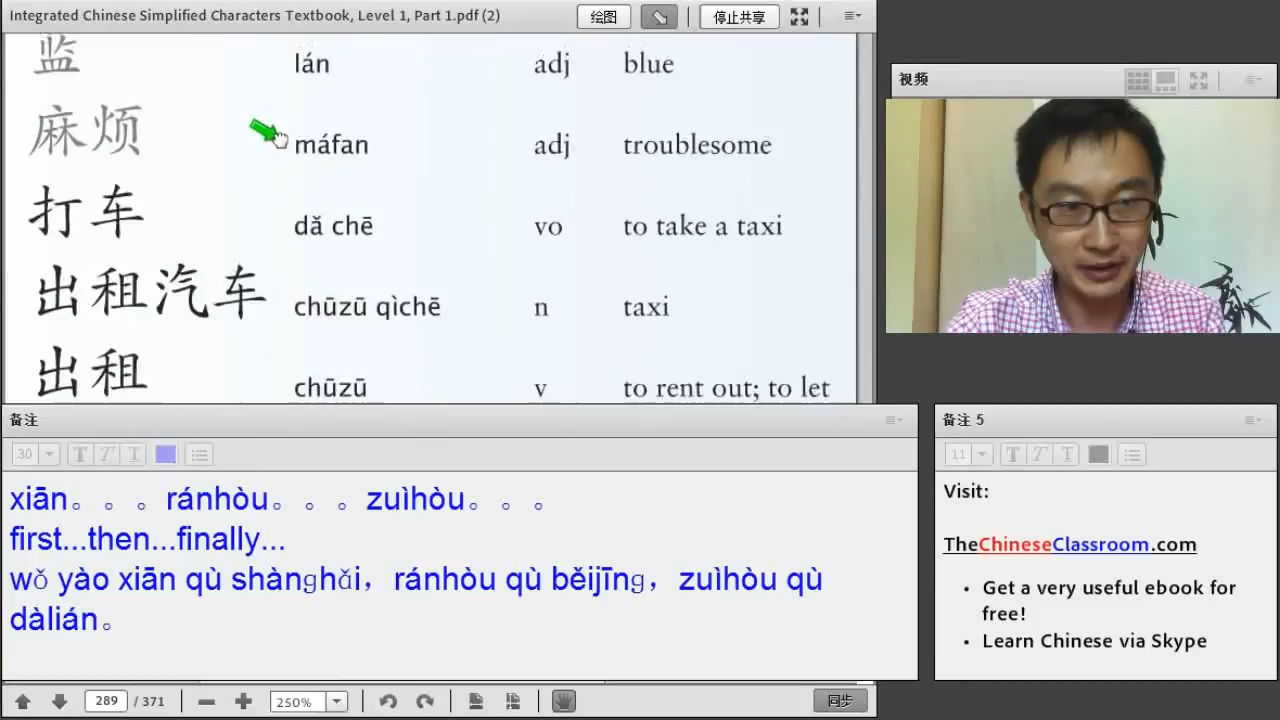 Integrated Chinese Simplified Characters Textbook, Level 1, Part 1.pdf (2)
绘图
停止共享
lán adj blue
麻烦 máfan adj troublesome
打车 dǎ chē vo to take a taxi
出租汽车 chūzū qìchē n taxi
出租 chūzū v to rent out; to let
视频
备注
30
xiān。。。ránhòu。。。zuìhòu。。。
first...then...finally...
wǒ yào xiān qù shànghǎi，ránhòu qù běijīng，zuìhòu qù
dàlián。
备注 5
11
Visit:
TheChineseClassroom.com
• Get a very useful ebook for
free!
• Learn Chinese via Skype
289 / 371
250%
同步